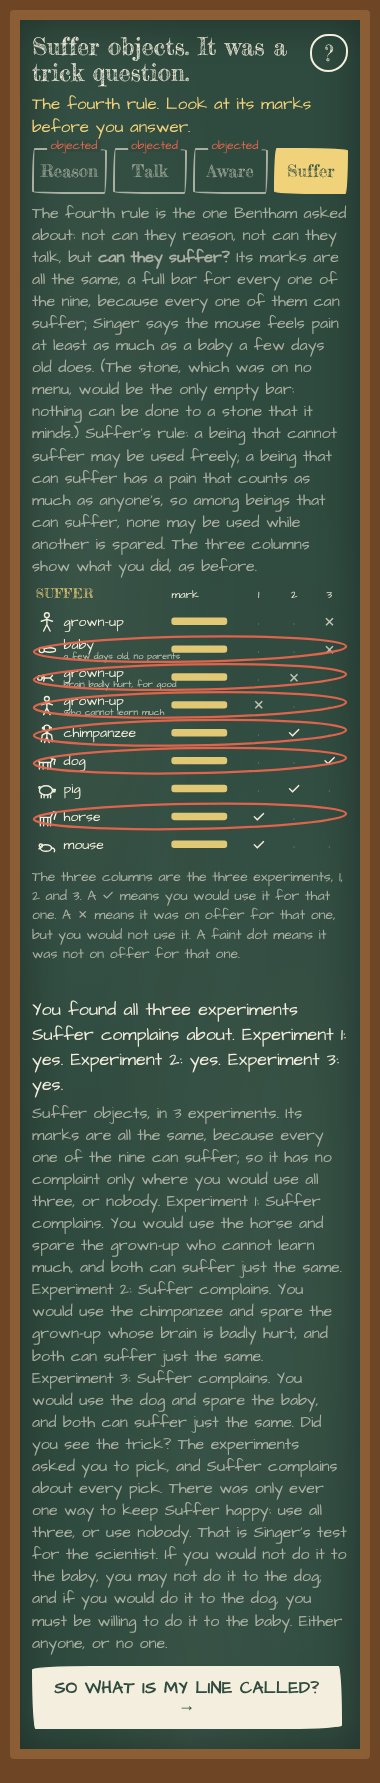 Suffer objects. It was a
trick question.
?
The fourth rule. Look at its marks
before you answer.
objected
objected
objected
Reason
Talk
Aware
Suffer
The fourth rule is the one Bentham asked
about: not can they reason, not can they
talk, but can they suffer? Its marks are
all the same, a full bar for every one of
the nine, because every one of them can
suffer; Singer says the mouse feels pain
at least as much as a baby a few days
old does. (The stone, which was on no
menu, would be the only empty bar:
nothing can be done to a stone that it
minds.) Suffer's rule: a being that cannot
suffer may be used freely; a being that
can suffer has a pain that counts as
much as anyone's, so among beings that
can suffer, none may be used while
another is spared. The three columns
show what you did, as before.
SUFFER mark 1 2 3
grown-up ×
baby ×
a few days old, no parents
grown-up ×
brain badly hurt, for good
grown-up ×
who cannot learn much
chimpanzee ✓
dog ✓
pig ✓
horse ✓
mouse ✓
The three columns are the three experiments, 1,
2 and 3. A ✓ means you would use it for that
one. A × means it was on offer for that one,
but you would not use it. A faint dot means it
was not on offer for that one.
You found all three experiments
Suffer complains about. Experiment 1:
yes. Experiment 2: yes. Experiment 3:
yes.
Suffer objects, in 3 experiments. Its
marks are all the same, because every
one of the nine can suffer; so it has no
complaint only where you would use all
three, or nobody. Experiment 1: Suffer
complains. You would use the horse and
spare the grown-up who cannot learn
much, and both can suffer just the same.
Experiment 2: Suffer complains. You
would use the chimpanzee and spare the
grown-up whose brain is badly hurt, and
both can suffer just the same.
Experiment 3: Suffer complains. You
would use the dog and spare the baby,
and both can suffer just the same. Did
you see the trick? The experiments
asked you to pick, and Suffer complains
about every pick. There was only ever
one way to keep Suffer happy: use all
three, or use nobody. That is Singer's test
for the scientist. If you would not do it to
the baby, you may not do it to the dog;
and if you would do it to the dog, you
must be willing to do it to the baby. Either
anyone, or no one.
SO WHAT IS MY LINE CALLED?
→